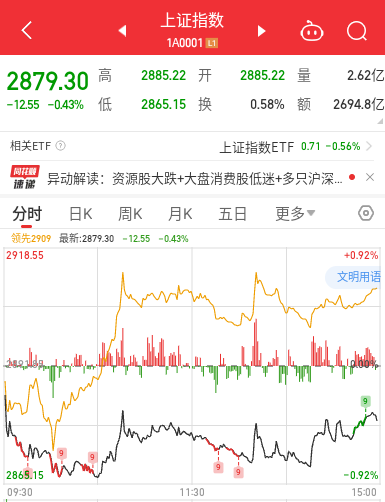 上证指数
1A0001 L1
2879.30
-12.55 -0.43%
高 2885.22 开 2885.22 量 2.62亿
低 2865.15 换 0.58% 额 2694.8亿
相关ETF ? 上证指数ETF 0.71 -0.56%
同花顺
速递
异动解读：资源股大跌+大盘消费股低迷+多只沪深...
分时 日K 周K 月K 五日 更多
领先2909 最新:2879.30 -12.55 -0.43%
2918.55 +0.92%
文明用语
0.00%
9
9
9
9
9
9
2865.15 -0.92%
09:30 11:30 15:00